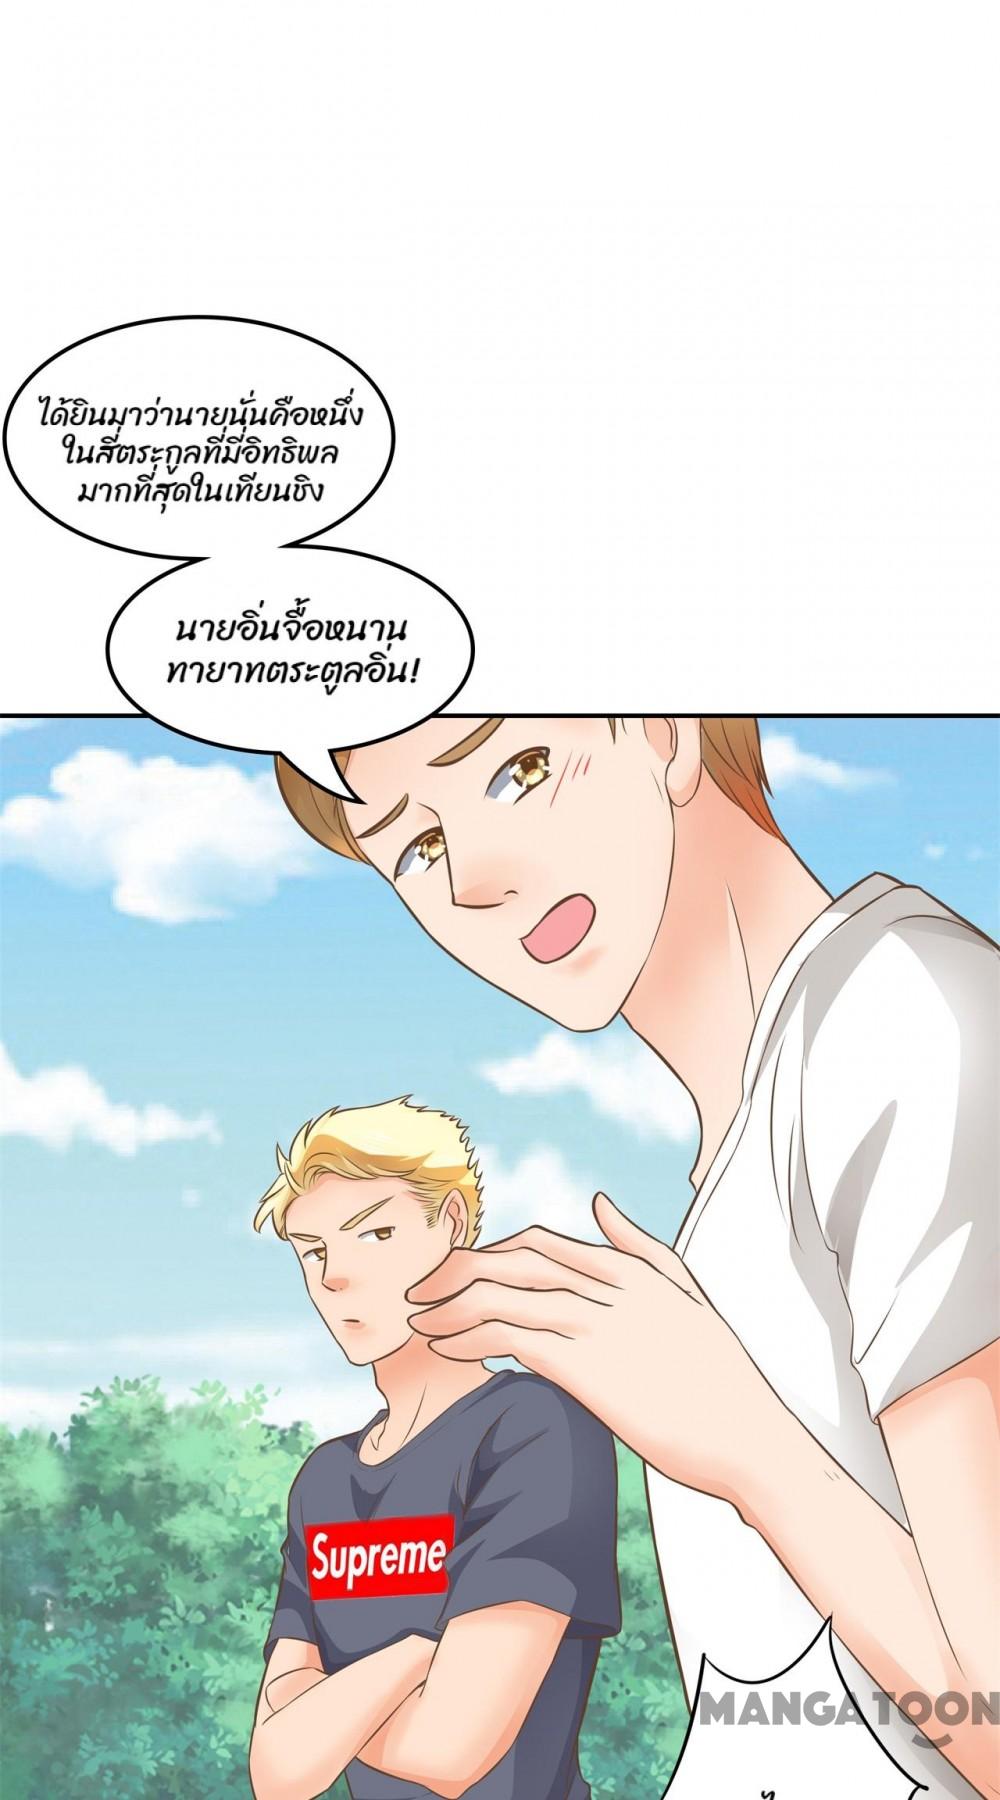 ได้ยินมาว่านายนั่นคือหนึ่ง
ในสี่ตระกูลที่มีอิทธิพล
มากที่สุดในเทียนชิง
นายอิ่นจื้อหนาน
ทายาทตระตูลอิ่น!
Supreme
MANGATOON